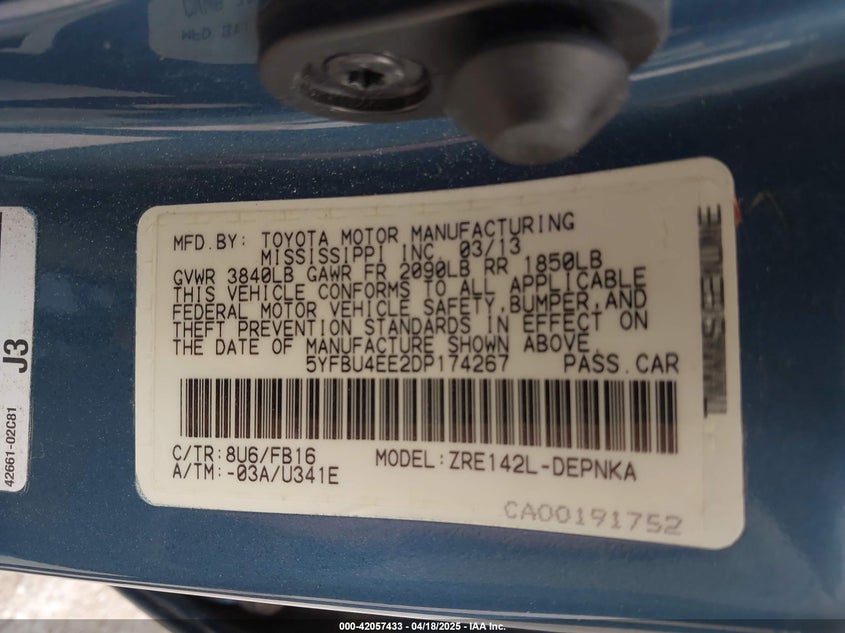 MFD.BY: TOYOTA MOTOR MANUFACTURING
MISSISSIPPI INC. 03/13
GVWR 3840LB GAWR FR 2090LB RR 1850LB
THIS VEHICLE CONFORMS TO ALL APPLICABLE
FEDERAL MOTOR VEHICLE SAFETY,BUMPER,AND
THEFT PREVENTION STANDARDS IN EFFECT ON
THE DATE OF MANUFACTURE SHOWN ABOVE.
5YFBU4EE2DP174267 PASS.CAR
C/TR:8U6/FB16 MODEL:ZRE142L-DEPNKA
A/TM:-03A/U341E
CA00191752
J3
42661-02C81
000-42057433 - 04/18/2025 - IAA Inc.